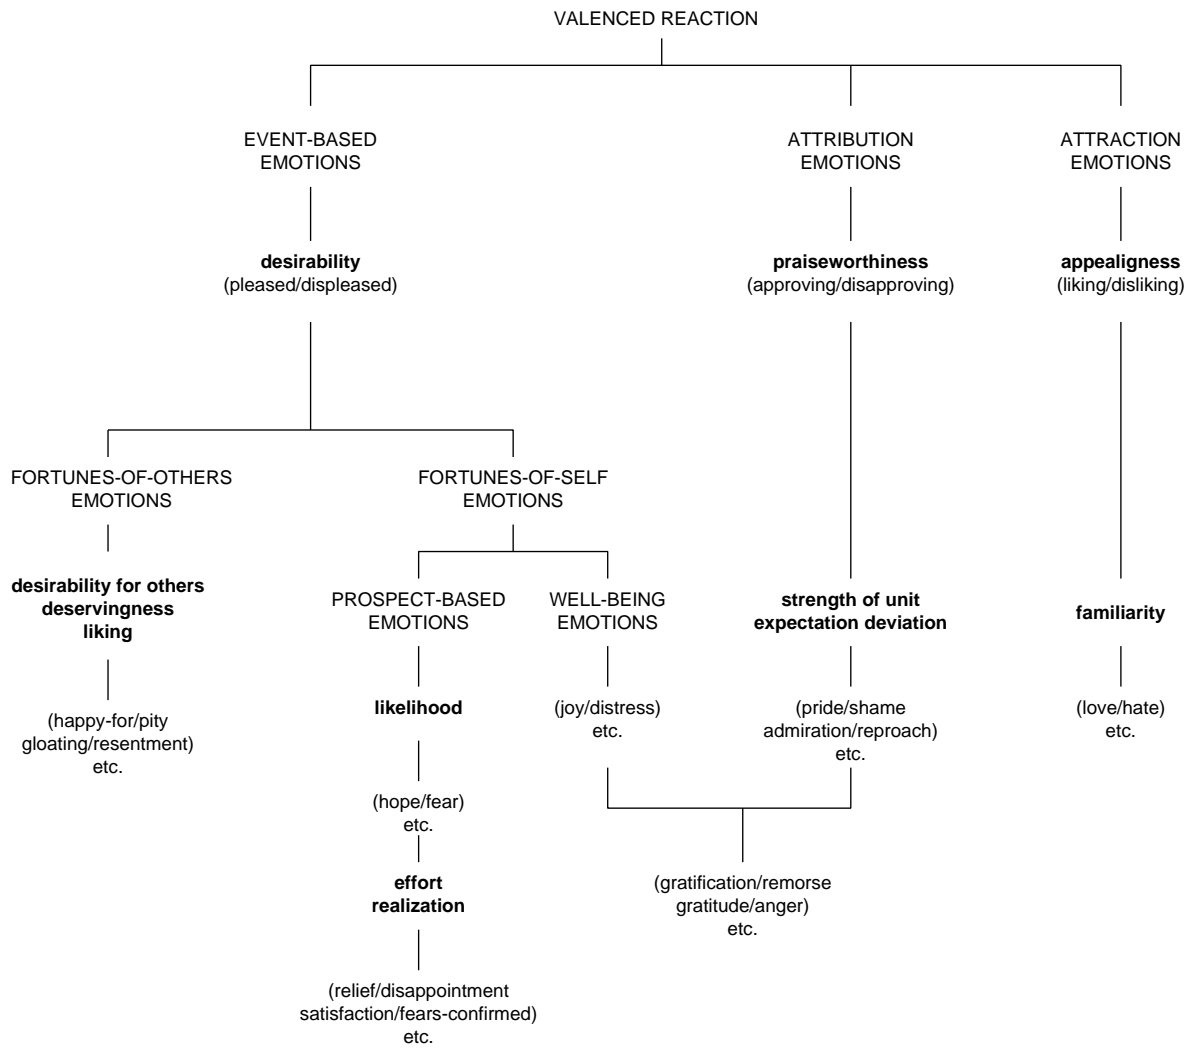 VALENCED REACTION
EVENT-BASED
EMOTIONS
ATTRIBUTION
EMOTIONS
ATTRACTION
EMOTIONS
desirability
(pleased/displeased)
praiseworthiness
(approving/disapproving)
appealigness
(liking/disliking)
FORTUNES-OF-OTHERS
EMOTIONS
FORTUNES-OF-SELF
EMOTIONS
desirability for others
deservingness
liking
PROSPECT-BASED
EMOTIONS
WELL-BEING
EMOTIONS
strength of unit
expectation deviation
familiarity
(happy-for/pity
gloating/resentment)
etc.
likelihood
(joy/distress)
etc.
(pride/shame
admiration/reproach)
etc.
(love/hate)
etc.
(hope/fear)
etc.
effort
realization
(gratification/remorse
gratitude/anger)
etc.
(relief/disappointment
satisfaction/fears-confirmed)
etc.